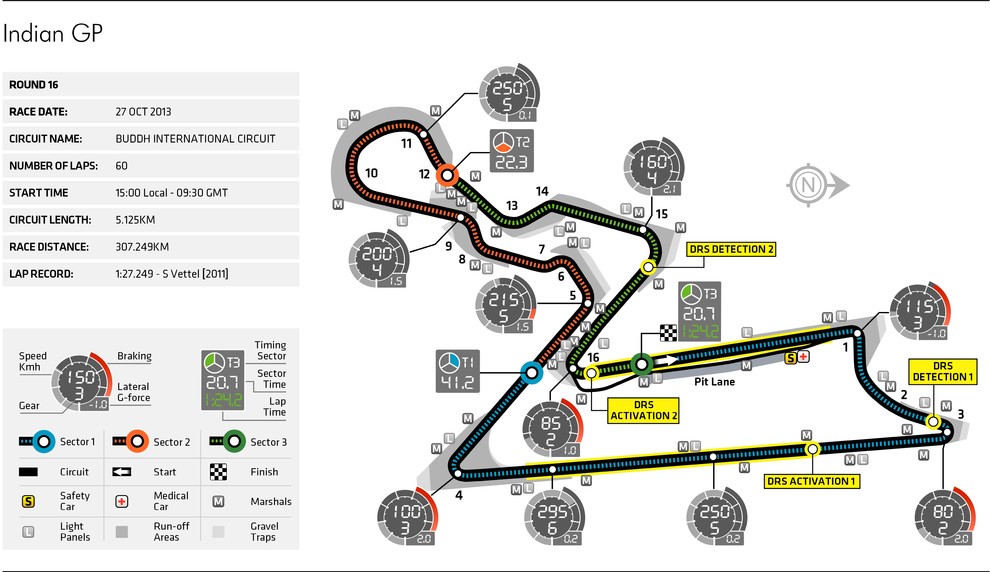 Indian GP
ROUND 16
RACE DATE: 27 OCT 2013
CIRCUIT NAME: BUDDH INTERNATIONAL CIRCUIT
NUMBER OF LAPS: 60
START TIME 15:00 Local - 09:30 GMT
CIRCUIT LENGTH: 5.125KM
RACE DISTANCE: 307.249KM
LAP RECORD: 1:27.249 - S Vettel [2011]
Speed
Kmh
Braking
Lateral
G-force
Gear
150
3
-1.0
T3
20.7
1:24.2
Timing
Sector
Sector
Time
Lap
Time
Sector 1
Sector 2
Sector 3
Circuit
Start
Finish
S
Safety
Car
Medical
Car
M
Marshals
L
Light
Panels
Run-off
Areas
Gravel
Traps
250
5
0.1
T2
22.3
160
4
2.1
N
11
12
10
13
14
15
9
8
7
6
5
200
4
1.5
215
5
1.5
DRS DETECTION 2
T3
20.7
1:24.2
115
3
-1.0
T1
41.2
16
1
S
Pit Lane
DRS
DETECTION 1
DRS
ACTIVATION 2
2
3
85
2
1.0
DRS ACTIVATION 1
4
100
3
2.0
295
6
0.2
250
5
0.2
80
2
2.0